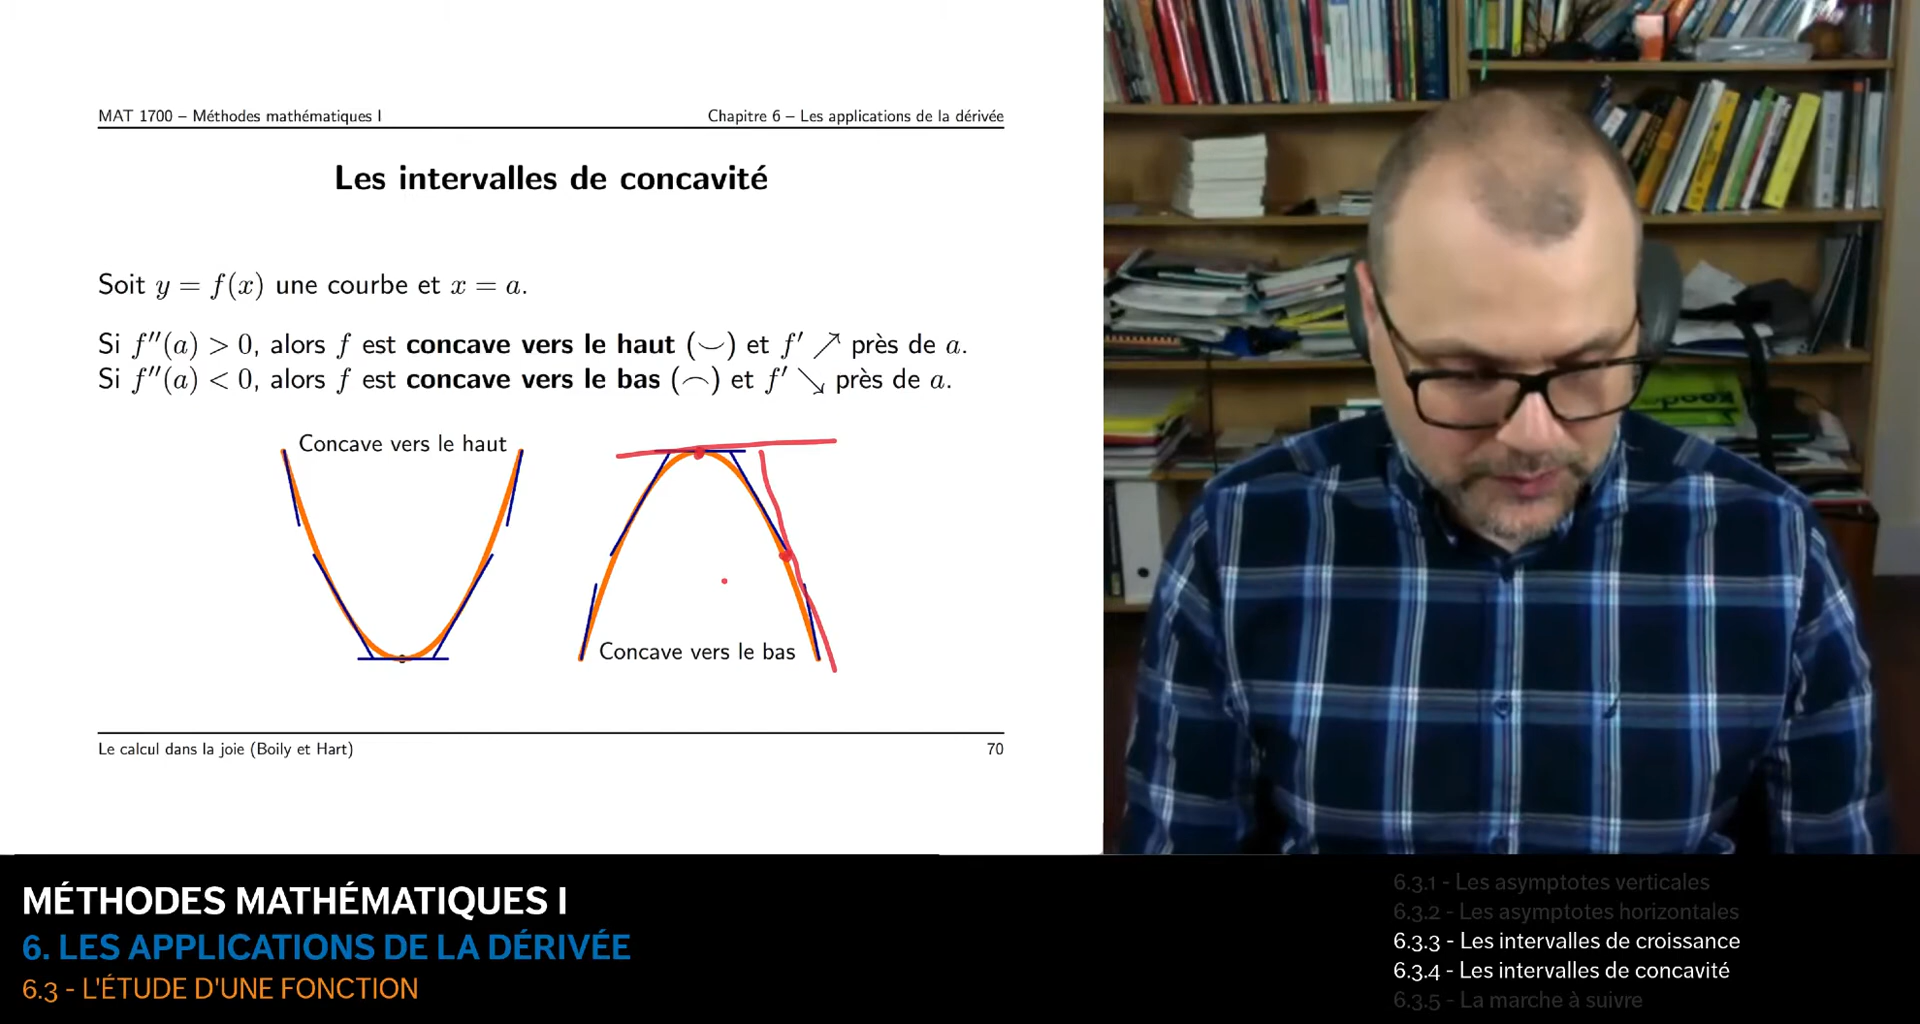 MAT 1700 – Méthodes mathématiques I
Chapitre 6 – Les applications de la dérivée
Les intervalles de concavité
Soit y = f(x) une courbe et x = a.
Si f′′(a) > 0, alors f est concave vers le haut (⌣) et f′ ↗ près de a.
Si f′′(a) < 0, alors f est concave vers le bas (⌢) et f′ ↘ près de a.
Concave vers le haut
Concave vers le bas
Le calcul dans la joie (Boily et Hart)
70
MÉTHODES MATHÉMATIQUES I
6. LES APPLICATIONS DE LA DÉRIVÉE
6.3 - L'ÉTUDE D'UNE FONCTION
6.3.1 - Les asymptotes verticales
6.3.2 - Les asymptotes horizontales
6.3.3 - Les intervalles de croissance
6.3.4 - Les intervalles de concavité
6.3.5 - La marche à suivre